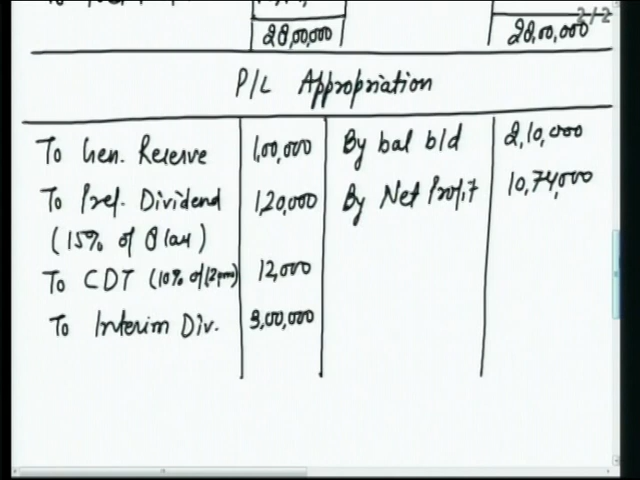 28,00,000 28,00,000
2/2
P/L Appropriation
To Gen. Reserve 1,00,000 By bal b/d 2,10,000
To Pref. Dividend 1,20,000 By Net Profit 10,74,000
(15% of 8 lac)
To CDT (10% of 12 000) 12,000
To Interim Div. 3,00,000